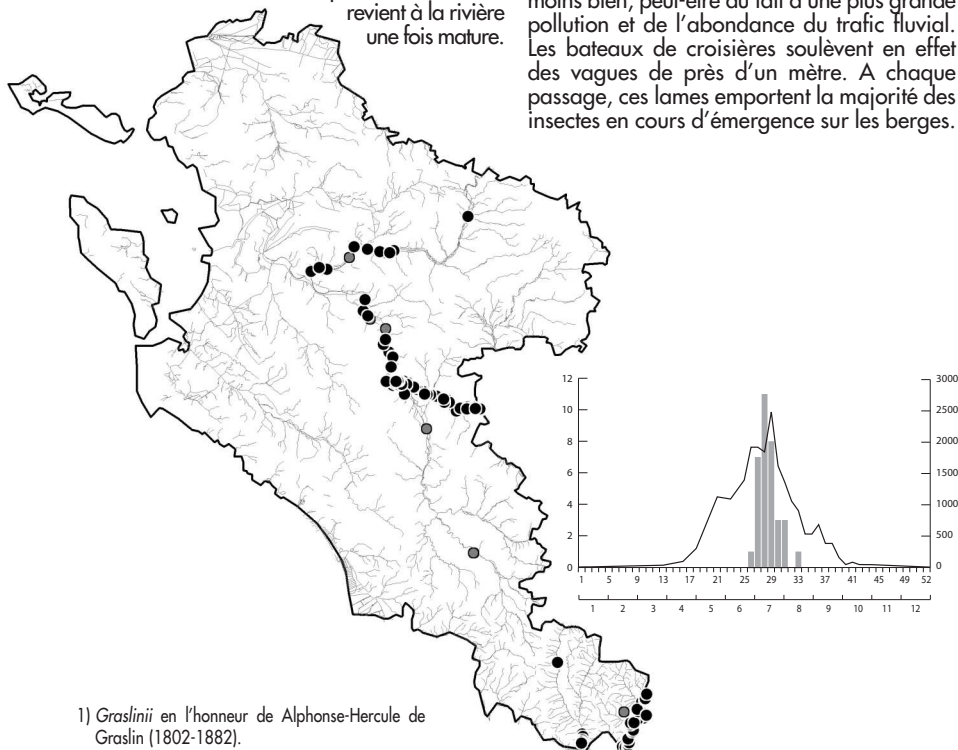 revient à la rivière
une fois mature.
moins bien, peut-être du fait d'une plus grande
pollution et de l'abondance du trafic fluvial.
Les bateaux de croisières soulèvent en effet
des vagues de près d'un mètre. A chaque
passage, ces lames emportent la majorité des
insectes en cours d'émergence sur les berges.
12 3000
10 2500
8 2000
6 1500
4 1000
2 500
0 0
1 5 9 13 17 21 25 29 33 37 41 45 49 52
1 2 3 4 5 6 7 8 9 10 11 12
1) Graslinii en l'honneur de Alphonse-Hercule de
Graslin (1802-1882).